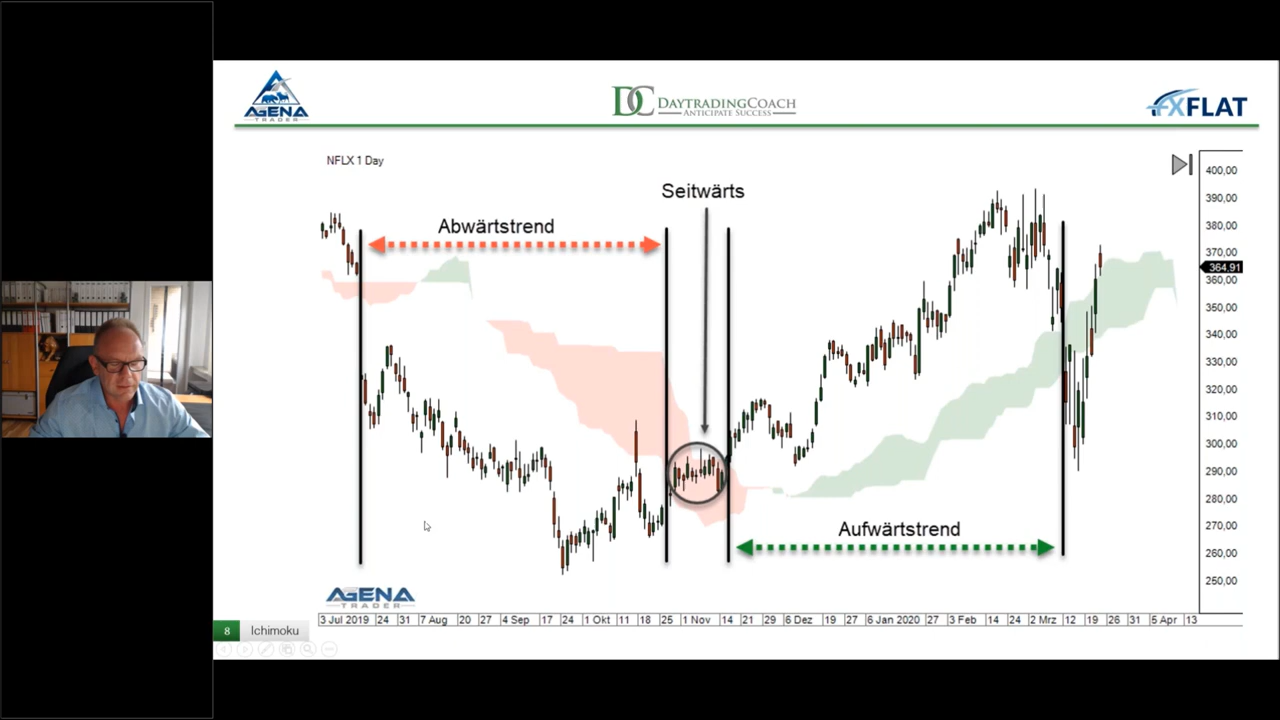 AGENA
TRADER
DC DAYTRADINGCOACH
ANTICIPATE SUCCESS
FXFLAT
NFLX 1 Day
Seitwärts
Abwärtstrend
Aufwärtstrend
400,00
390,00
380,00
370,00
364.91
360,00
350,00
340,00
330,00
320,00
310,00
300,00
290,00
280,00
270,00
260,00
250,00
AGENA
TRADER
3 Jul 2019 24 31 7 Aug 20 27 4 Sep 17 24 1 Okt 11 18 25 1 Nov 14 21 29 6 Dez 19 27 6 Jan 2020 27 3 Feb 14 24 2 Mrz 12 19 26 31 5 Apr 13
8 Ichimoku